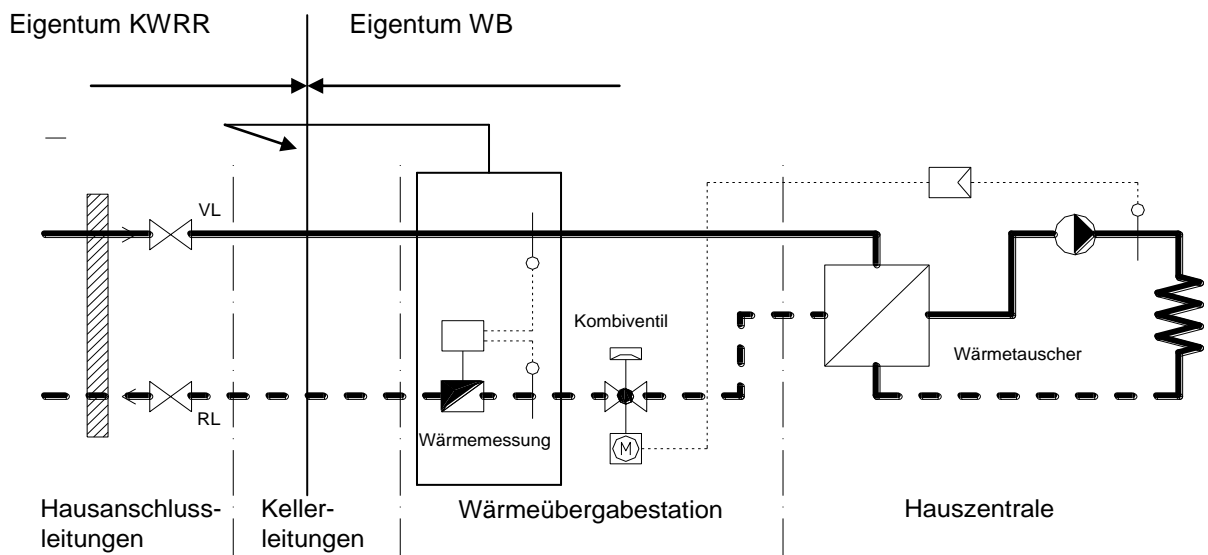 Eigentum KWRR
Eigentum WB
VL
Kombiventil
Wärmetauscher
RL
Wärmemessung
M
Hausanschluss-
leitungen
Keller-
leitungen
Wärmeübergabestation
Hauszentrale